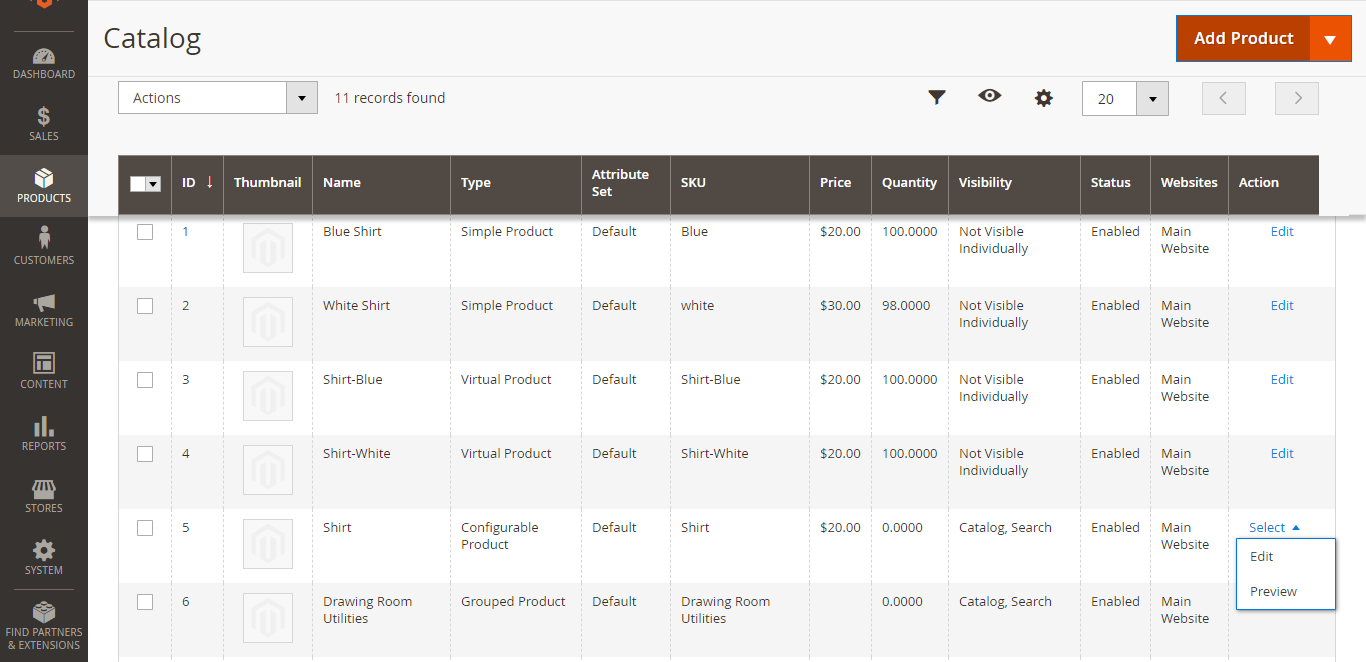 Catalog
Add Product
DASHBOARD
SALES
PRODUCTS
CUSTOMERS
MARKETING
CONTENT
REPORTS
STORES
SYSTEM
FIND PARTNERS
& EXTENSIONS
Actions 11 records found 20
ID ↓ Thumbnail Name Type Attribute Set SKU Price Quantity Visibility Status Websites Action
1 Blue Shirt Simple Product Default Blue $20.00 100.0000 Not Visible Enabled Main Edit
Individually Website
2 White Shirt Simple Product Default white $30.00 98.0000 Not Visible Enabled Main Edit
Individually Website
3 Shirt-Blue Virtual Product Default Shirt-Blue $20.00 100.0000 Not Visible Enabled Main Edit
Individually Website
4 Shirt-White Virtual Product Default Shirt-White $20.00 100.0000 Not Visible Enabled Main Edit
Individually Website
5 Shirt Configurable Default Shirt $20.00 0.0000 Catalog, Search Enabled Main Select
Product Website
Edit
Preview
6 Drawing Room Grouped Product Default Drawing Room 0.0000 Catalog, Search Enabled Main
Utilities Utilities Website